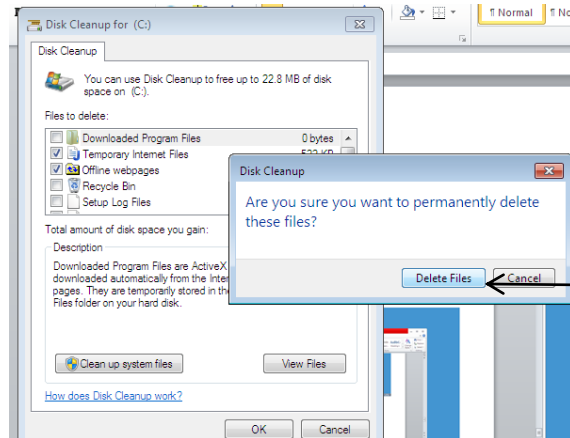 Disk Cleanup for (C:)
¶ Normal
Disk Cleanup
You can use Disk Cleanup to free up to 22.8 MB of disk
space on (C:).
Files to delete:
Downloaded Program Files 0 bytes
Temporary Internet Files
Offline webpages
Recycle Bin
Setup Log Files
Total amount of disk space you gain:
Description
Downloaded Program Files are ActiveX
downloaded automatically from the
pages. They are temporarily stored in
Files folder on your hard disk.
Clean up system files View Files
How does Disk Cleanup work?
OK Cancel
Disk Cleanup
Are you sure you want to permanently delete
these files?
Delete Files Cancel